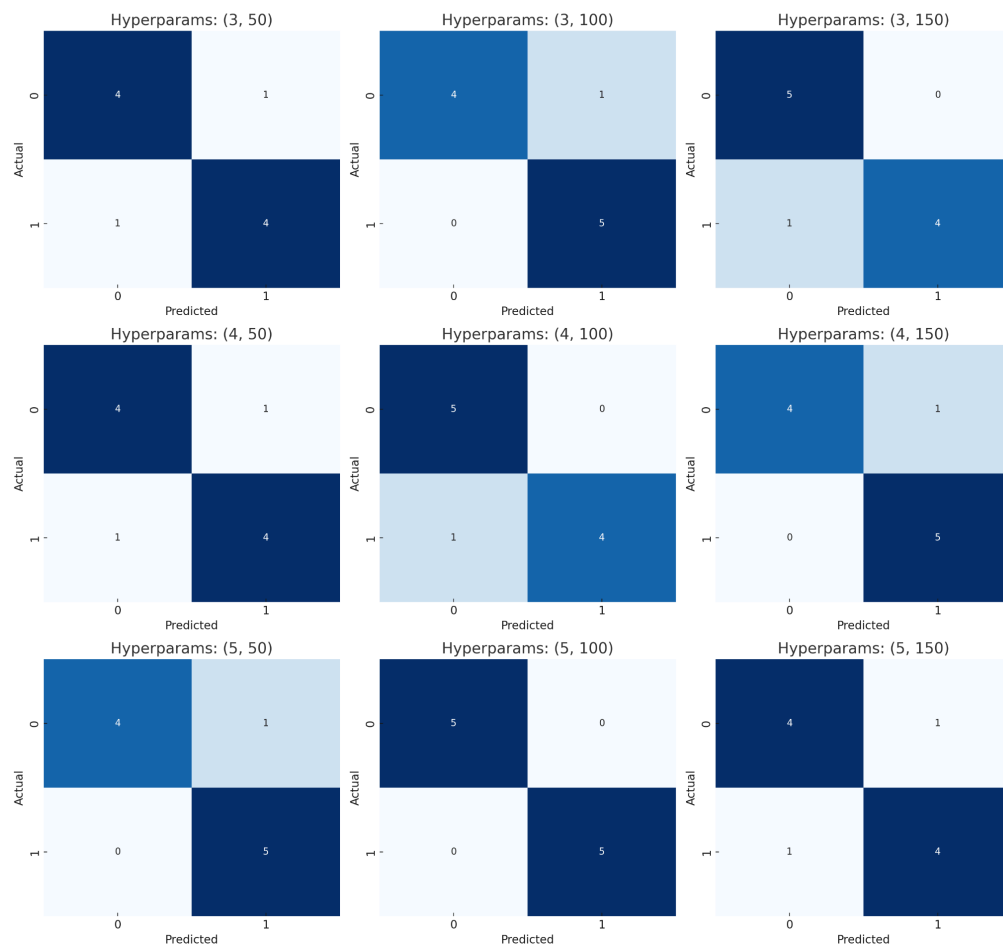 Hyperparams: (3, 50)
0
4
1
Actual
1
1
4
0
1
Predicted
Hyperparams: (3, 100)
0
4
1
Actual
1
0
5
0
1
Predicted
Hyperparams: (3, 150)
0
5
0
Actual
1
1
4
0
1
Predicted
Hyperparams: (4, 50)
0
4
1
Actual
1
1
4
0
1
Predicted
Hyperparams: (4, 100)
0
5
0
Actual
1
1
4
0
1
Predicted
Hyperparams: (4, 150)
0
4
1
Actual
1
0
5
0
1
Predicted
Hyperparams: (5, 50)
0
4
1
Actual
1
0
5
0
1
Predicted
Hyperparams: (5, 100)
0
5
0
Actual
1
0
5
0
1
Predicted
Hyperparams: (5, 150)
0
4
1
Actual
1
1
4
0
1
Predicted